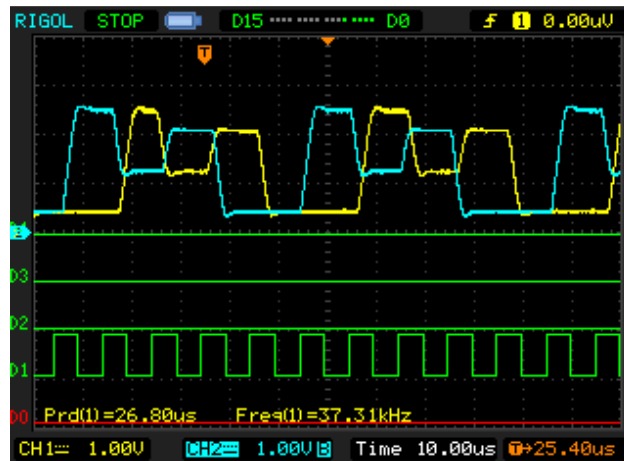 RIGOL STOP D15 D0 1 0.00uV
T
D3
D2
D1
D0 Prd(1)=26.80us Freq(1)=37.31kHz
CH1 1.00V CH2 1.00V B Time 10.00us T→25.40us